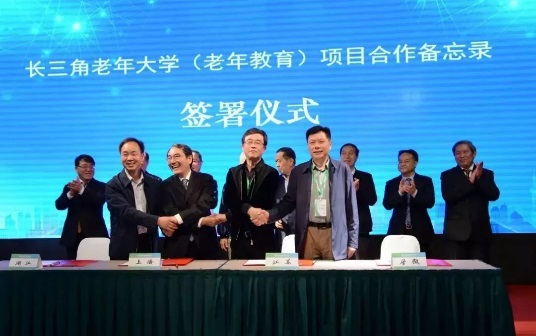 长三角老年大学（老年教育）项目合作备忘录
签署仪式
浙江
上海
江苏
安徽